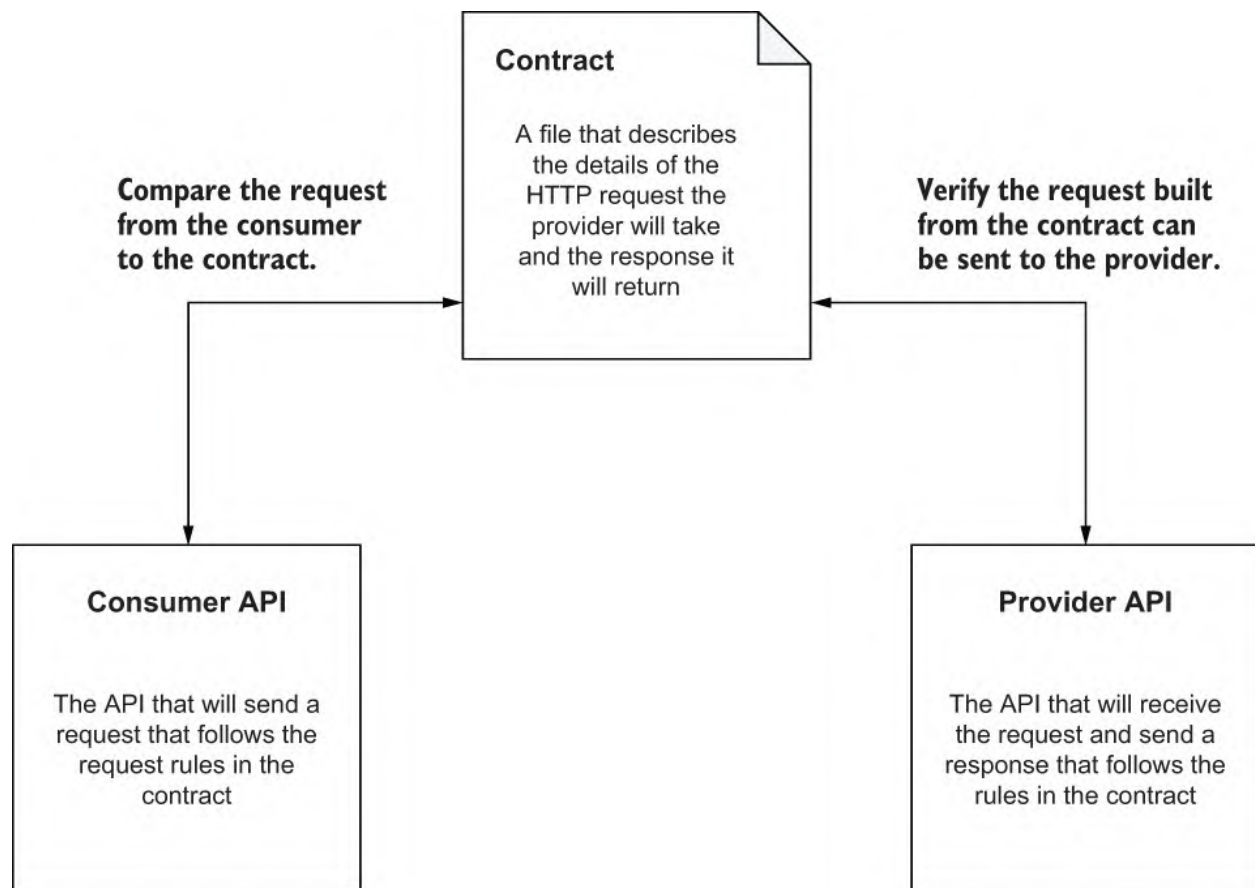 Contract
A file that describes
the details of the
HTTP request the
provider will take
and the response it
will return
Compare the request
from the consumer
to the contract.
Verify the request built
from the contract can
be sent to the provider.
Consumer API
The API that will send a
request that follows the
request rules in the
contract
Provider API
The API that will receive
the request and send a
response that follows the
rules in the contract